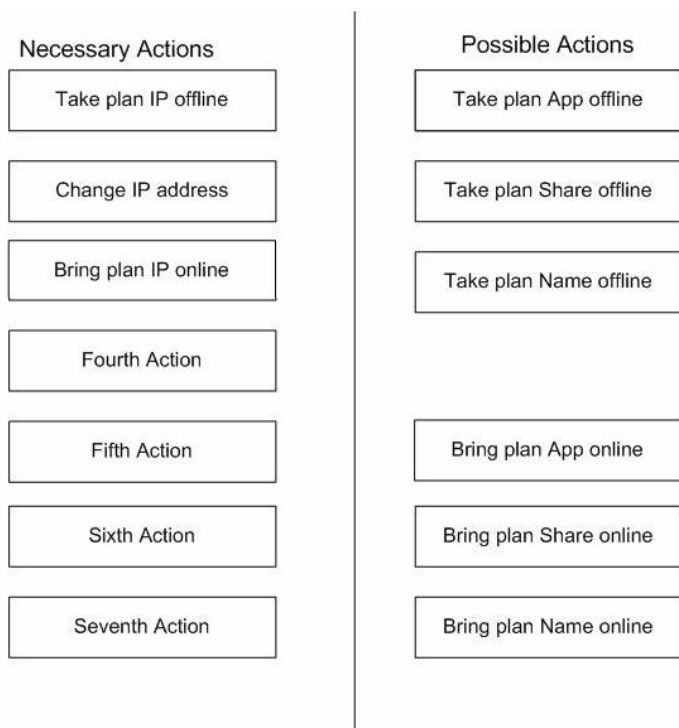 Necessary Actions
Take plan IP offline
Change IP address
Bring plan IP online
Fourth Action
Fifth Action
Sixth Action
Seventh Action
Possible Actions
Take plan App offline
Take plan Share offline
Take plan Name offline
Bring plan App online
Bring plan Share online
Bring plan Name online